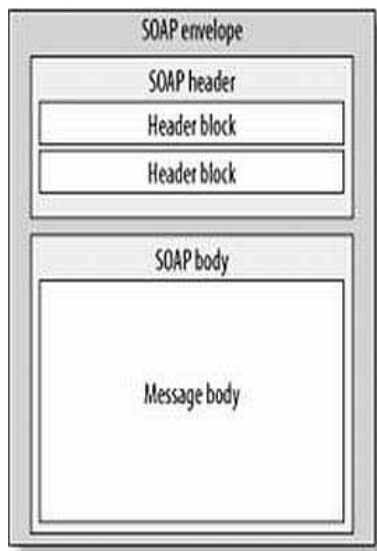 SOAP envelope
SOAP header
Header block
Header block
SOAP body
Message body